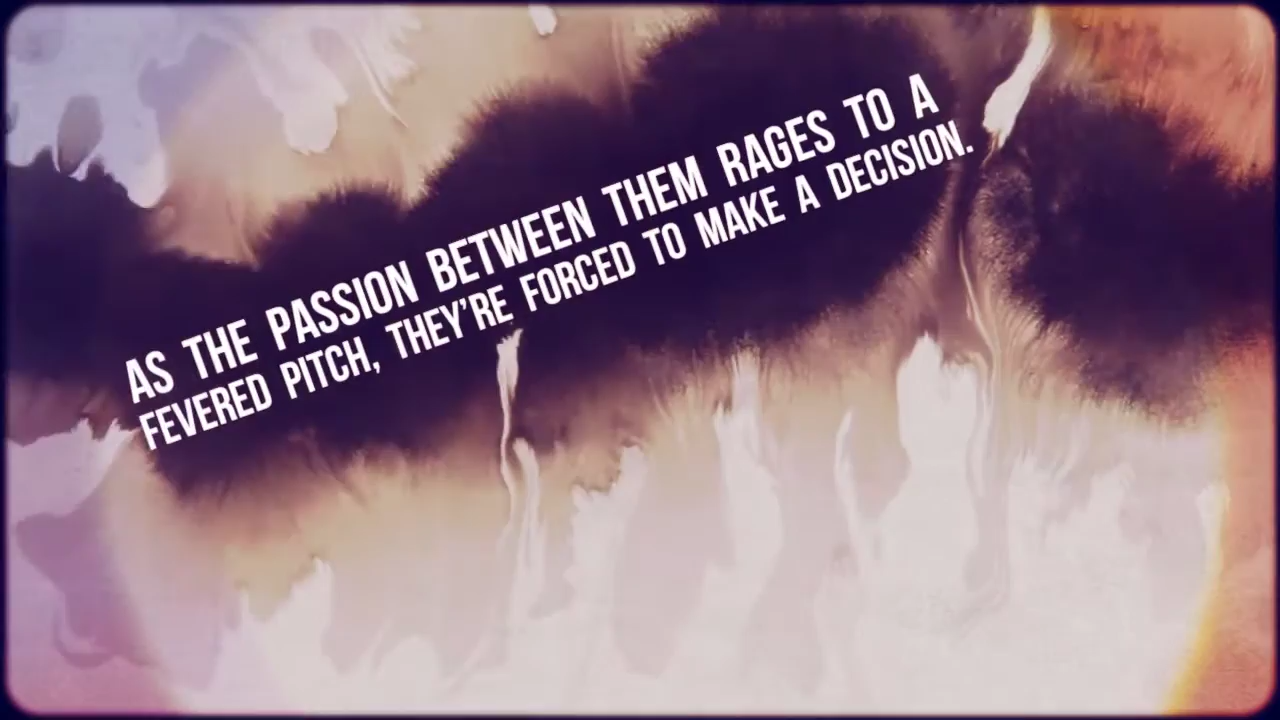 AS THE PASSION BETWEEN THEM RAGES TO A
FEVERED PITCH, THEY'RE FORCED TO MAKE A DECISION.